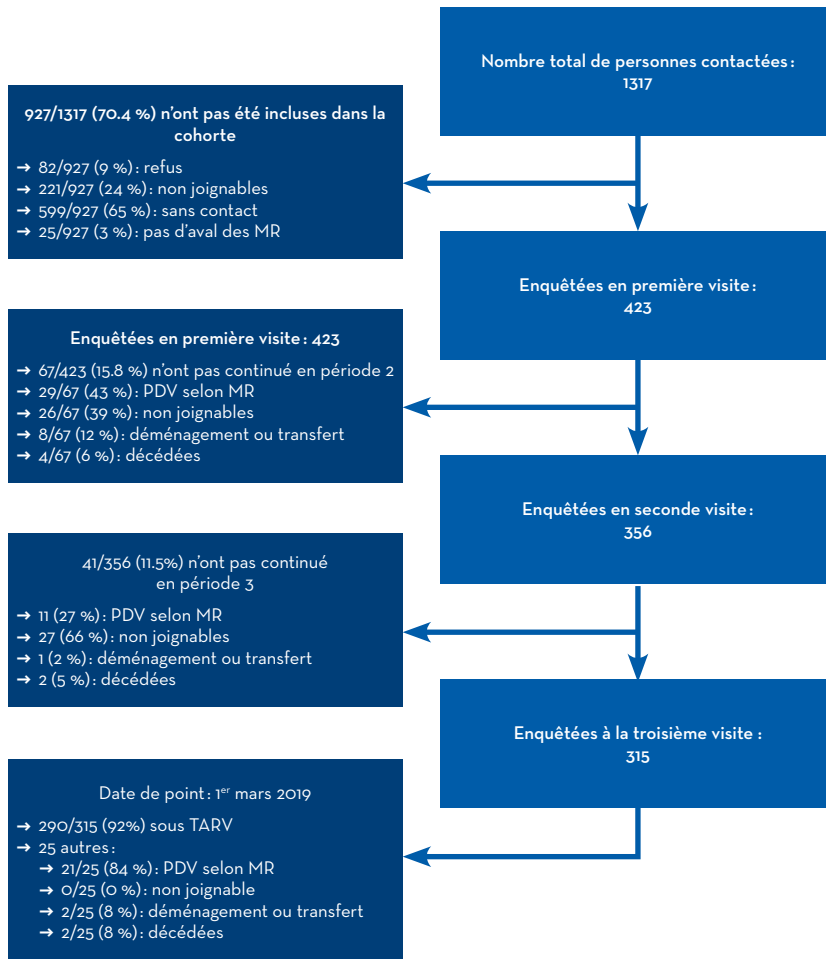 Nombre total de personnes contactées :
1317
927/1317 (70.4 %) n'ont pas été incluses dans la
cohorte
→ 82/927 (9 %) : refus
→ 221/927 (24 %) : non joignables
→ 599/927 (65 %) : sans contact
→ 25/927 (3 %) : pas d'aval des MR
Enquêtées en première visite :
423
Enquêtées en première visite : 423
→ 67/423 (15.8 %) n'ont pas continué en période 2
→ 29/67 (43 %) : PDV selon MR
→ 26/67 (39 %) : non joignables
→ 8/67 (12 %) : déménagement ou transfert
→ 4/67 (6 %) : décédées
Enquêtées en seconde visite :
356
41/356 (11.5%) n'ont pas continué
en période 3
→ 11 (27 %) : PDV selon MR
→ 27 (66 %) : non joignables
→ 1 (2 %) : déménagement ou transfert
→ 2 (5 %) : décédées
Enquêtées à la troisième visite :
315
Date de point : 1er mars 2019
→ 290/315 (92%) sous TARV
→ 25 autres :
→ 21/25 (84 %) : PDV selon MR
→ 0/25 (0 %) : non joignable
→ 2/25 (8 %) : déménagement ou transfert
→ 2/25 (8 %) : décédées